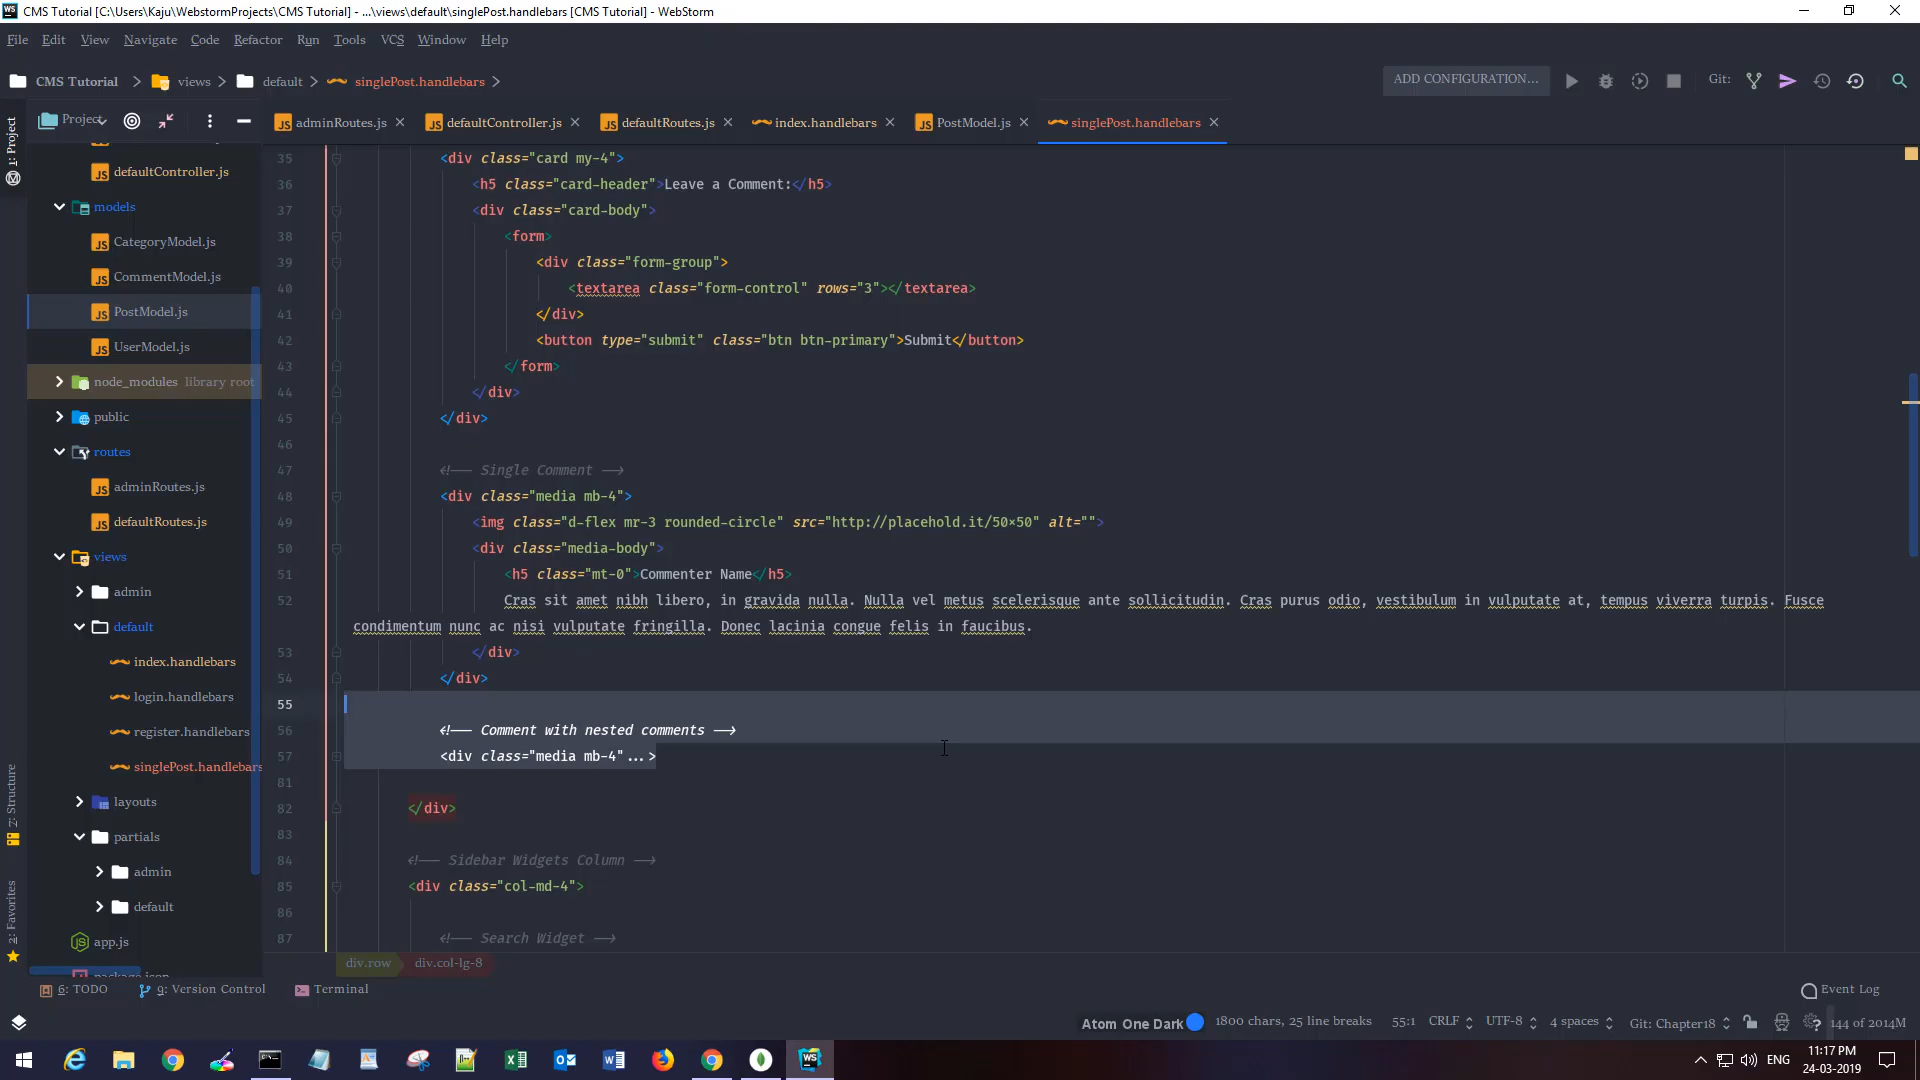 CMS Tutorial [C:\Users\Kaju\WebstormProjects\CMS Tutorial] - ...\views\default\singlePost.handlebars [CMS Tutorial] - WebStorm
File Edit View Navigate Code Refactor Run Tools VCS Window Help
CMS Tutorial views default singlePost.handlebars
ADD CONFIGURATION... Git:
1: Project
Project
adminRoutes.js defaultController.js defaultRoutes.js index.handlebars PostModel.js singlePost.handlebars
defaultController.js
models
CategoryModel.js
CommentModel.js
PostModel.js
UserModel.js
node_modules library root
public
routes
adminRoutes.js
defaultRoutes.js
views
admin
default
index.handlebars
login.handlebars
register.handlebars
singlePost.handlebars
layouts
partials
admin
default
app.js
package.json
7: Structure
2: Favorites
35 <div class="card my-4">
36 <h5 class="card-header">Leave a Comment:</h5>
37 <div class="card-body">
38 <form>
39 <div class="form-group">
40 <textarea class="form-control" rows="3"></textarea>
41 </div>
42 <button type="submit" class="btn btn-primary">Submit</button>
43 </form>
44 </div>
45 </div>
46
47 <!-- Single Comment -->
48 <div class="media mb-4">
49 <img class="d-flex mr-3 rounded-circle" src="http://placehold.it/50x50" alt="">
50 <div class="media-body">
51 <h5 class="mt-0">Commenter Name</h5>
52 Cras sit amet nibh libero, in gravida nulla. Nulla vel metus scelerisque ante sollicitudin. Cras purus odio, vestibulum in vulputate at, tempus viverra turpis. Fusce
condimentum nunc ac nisi vulputate fringilla. Donec lacinia congue felis in faucibus.
53 </div>
54 </div>
55
56 <!-- Comment with nested comments -->
57 <div class="media mb-4"...>
81
82 </div>
83
84 <!-- Sidebar Widgets Column -->
85 <div class="col-md-4">
86
87 <!-- Search Widget -->
div.row div.col-lg-8
6: TODO 9: Version Control Terminal Event Log
Atom One Dark 1800 chars, 25 line breaks 55:1 CRLF UTF-8 4 spaces Git: Chapter18 144 of 2014M
ENG
11:17 PM
24-03-2019